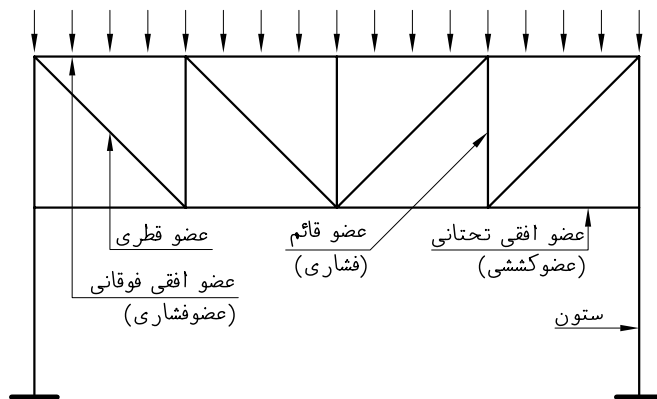 عضو افقی تحتانی
(عضوکششی)
عضو قائم
(فشاری)
عضو قطری
عضو افقی فوقانی
(عضوفشاری)
ستون